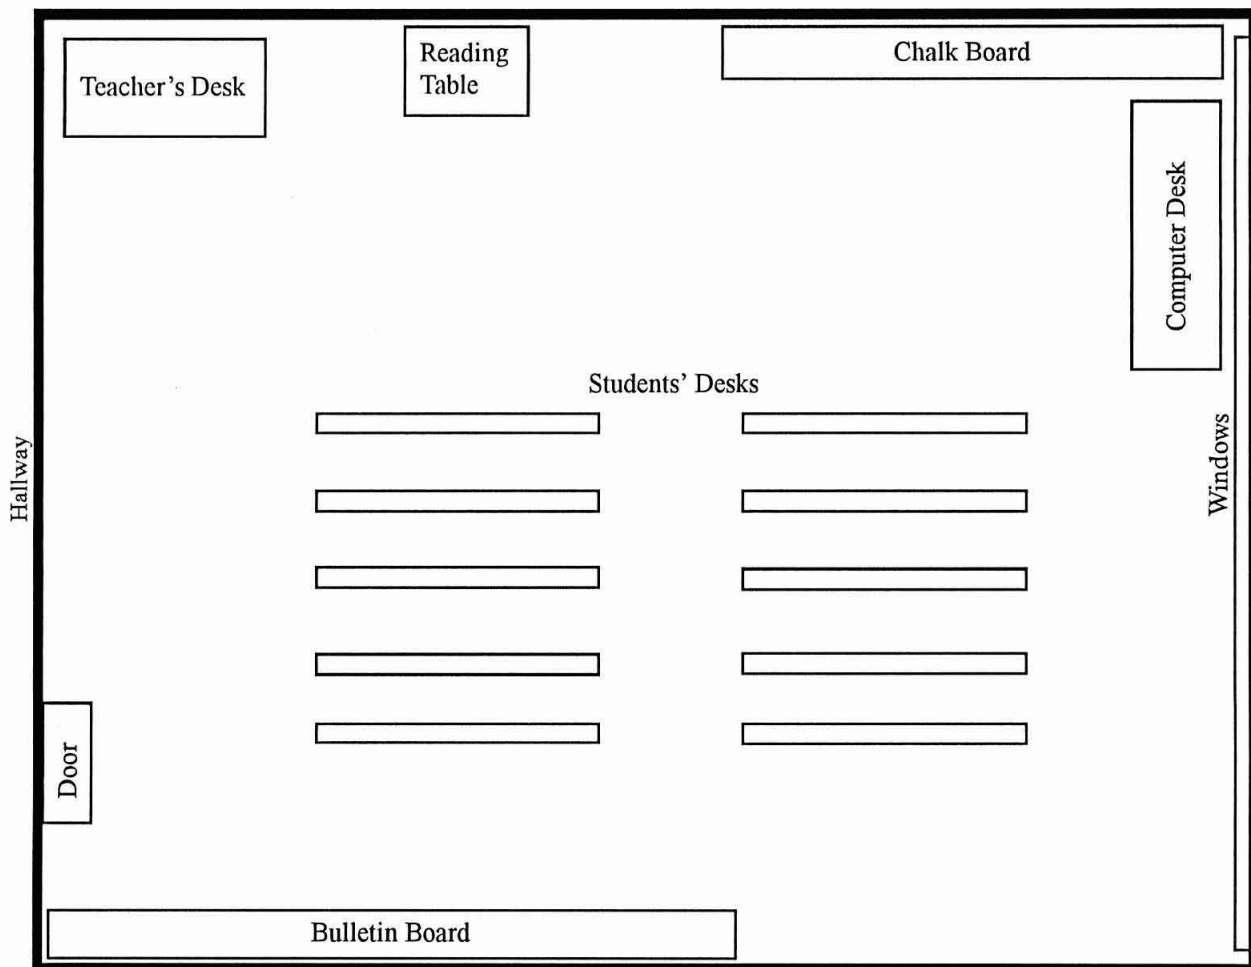 Teacher’s Desk
Reading
Table
Chalk Board
Computer Desk
Students’ Desks
Hallway
Windows
Door
Bulletin Board